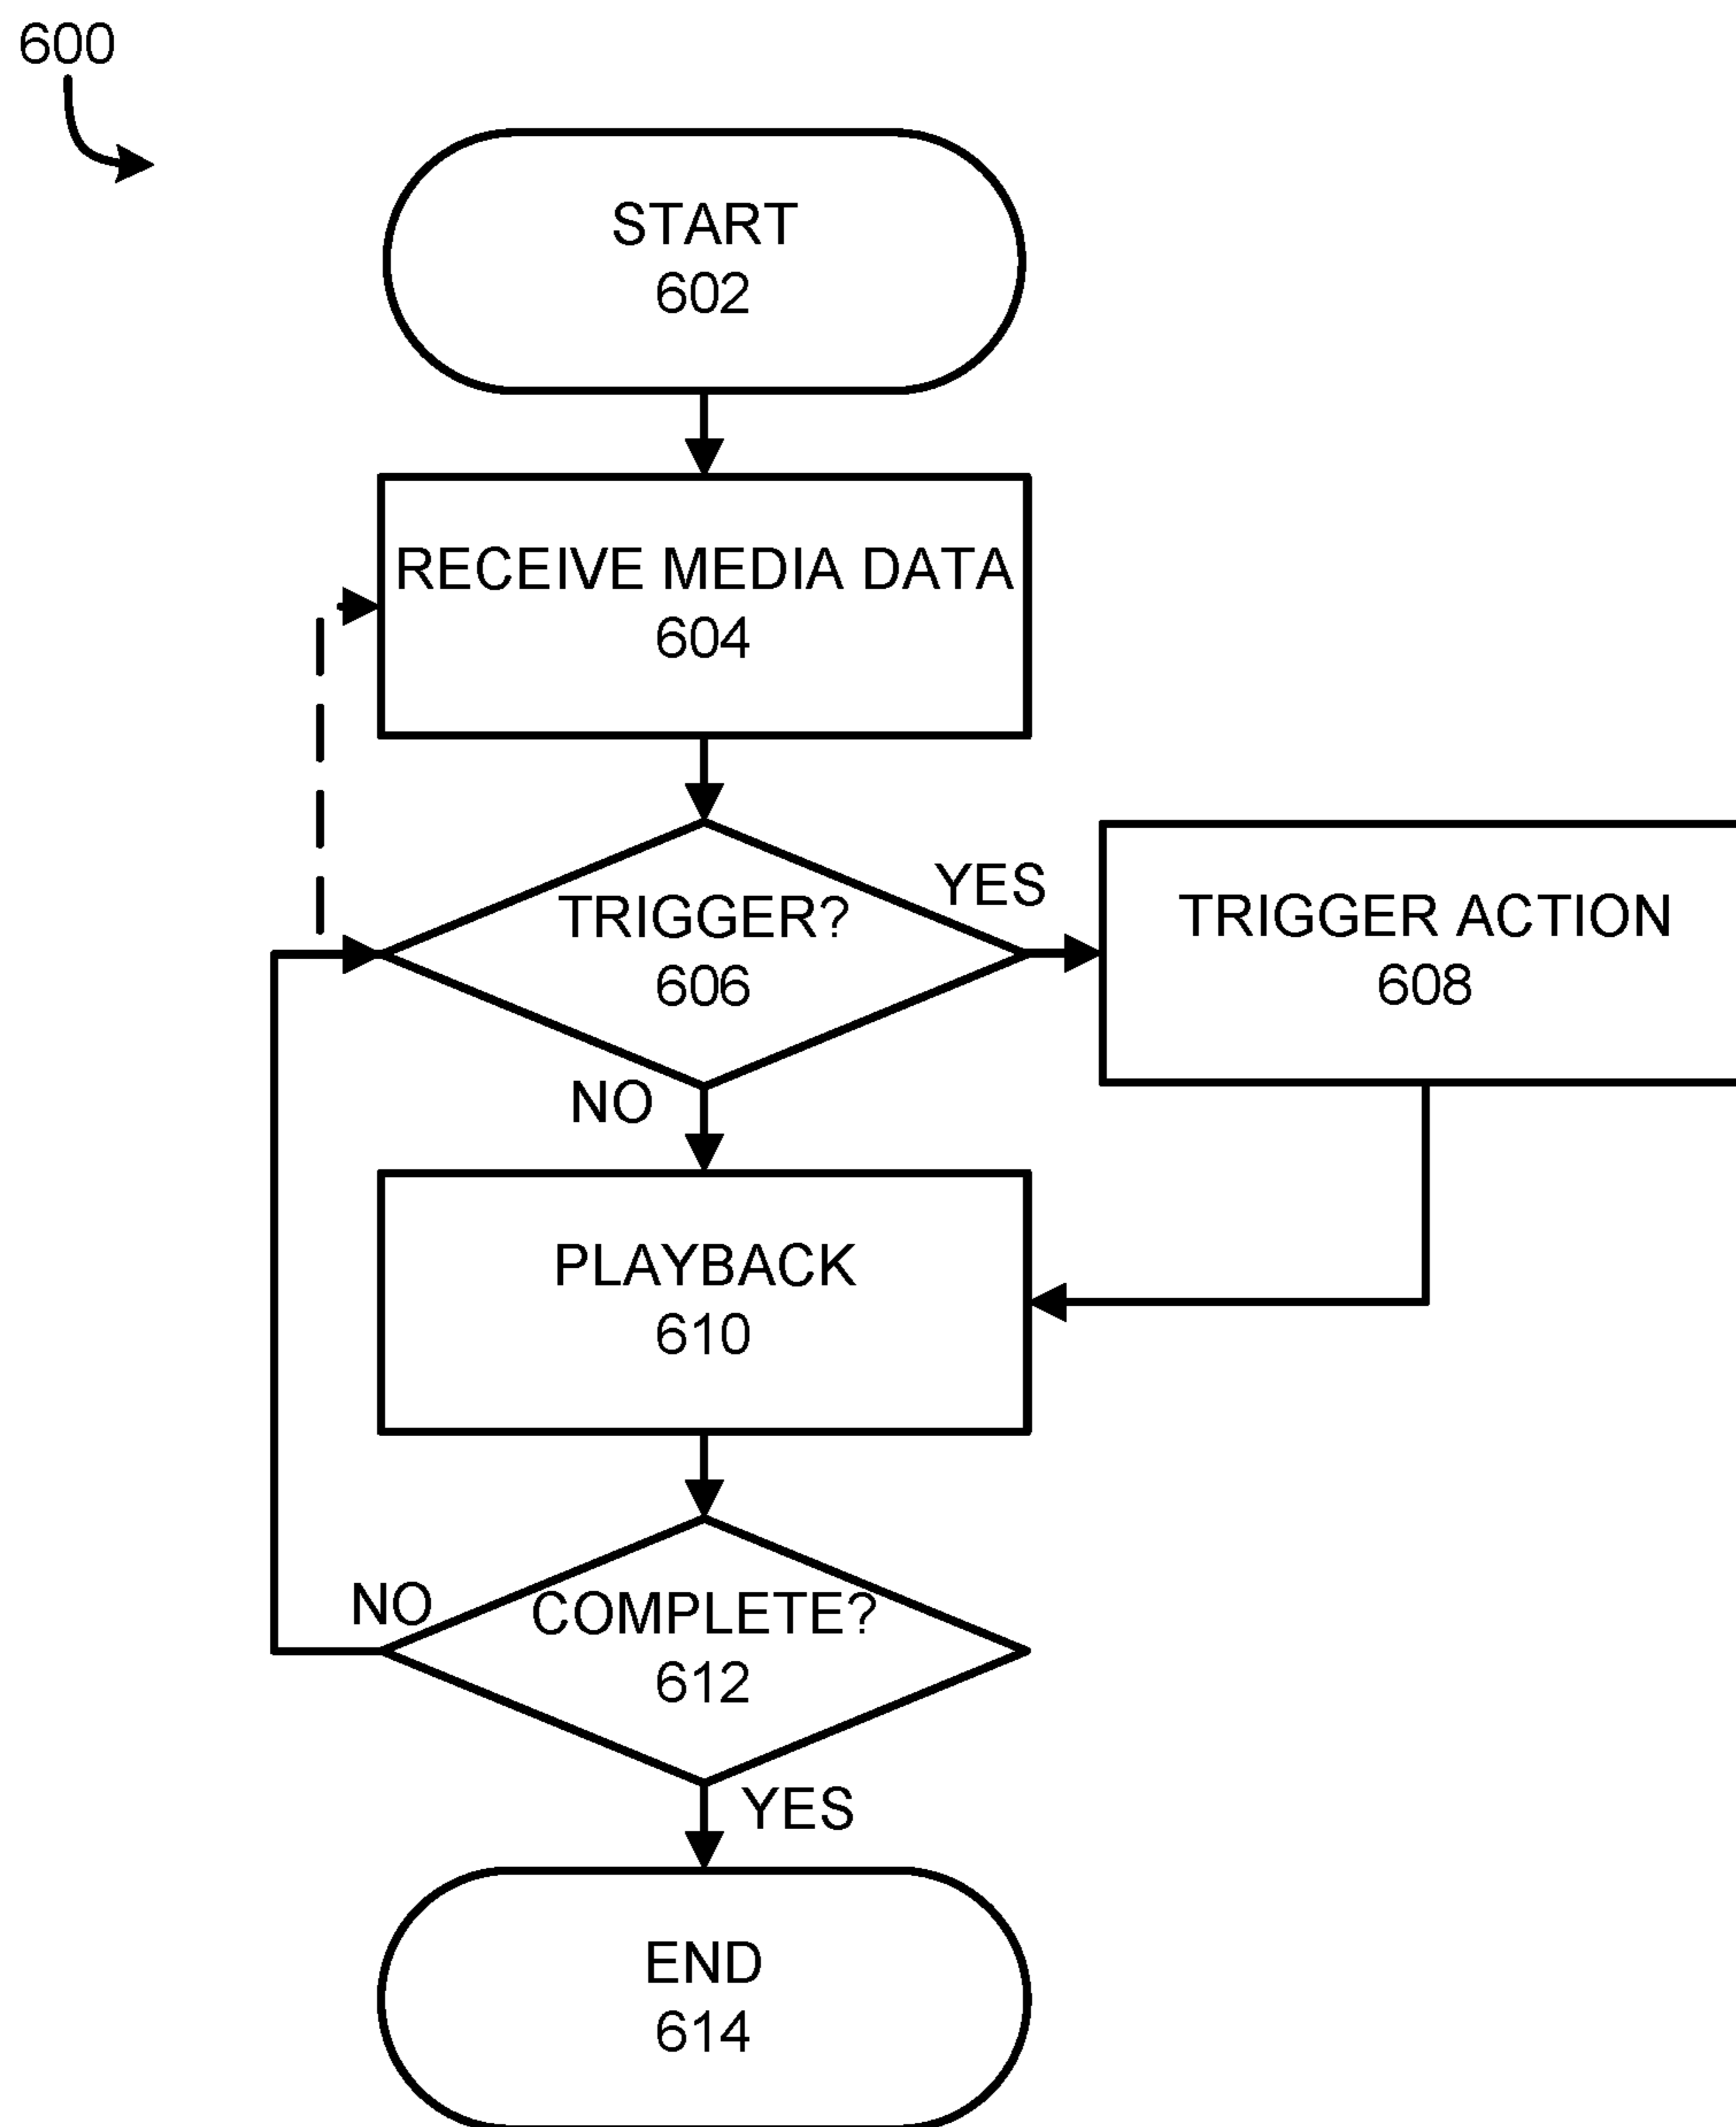 600
START
602
RECEIVE MEDIA DATA
604
TRIGGER?
606
YES
TRIGGER ACTION
608
NO
PLAYBACK
610
COMPLETE?
612
NO
YES
END
614